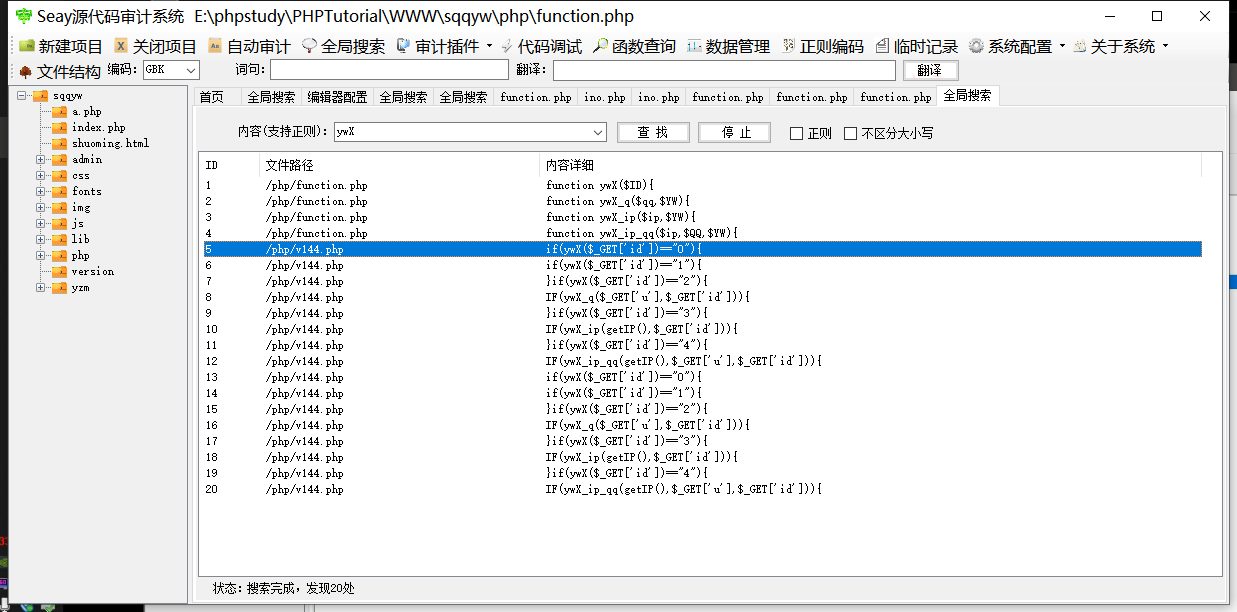 Seay源代码审计系统 E:\phpstudy\PHPTutorial\WWW\sqqyw\php\function.php
新建项目 关闭项目 自动审计 全局搜索 审计插件 代码调试 函数查询 数据管理 正则编码 临时记录 系统配置 关于系统
文件结构 编码: GBK 词句: 翻译: 翻译
首页 全局搜索 编辑器配置 全局搜索 全局搜索 function.php ino.php ino.php function.php function.php function.php 全局搜索
sqqyw
a.php
index.php
shuoming.html
admin
css
fonts
img
js
lib
php
version
yzm
内容(支持正则): ywX 查 找 停 止 正则 不区分大小写
ID 文件路径 内容详细
1 /php/function.php function ywX($ID){
2 /php/function.php function ywX_q($qq,$YW){
3 /php/function.php function ywX_ip($ip,$YW){
4 /php/function.php function ywX_ip_qq($ip,$QQ,$YW){
5 /php/v144.php if(ywX($_GET['id'])=="0"){
6 /php/v144.php if(ywX($_GET['id'])=="1"){
7 /php/v144.php }if(ywX($_GET['id'])=="2"){
8 /php/v144.php IF(ywX_q($_GET['u'],$_GET['id'])){
9 /php/v144.php }if(ywX($_GET['id'])=="3"){
10 /php/v144.php IF(ywX_ip(getIP(),$_GET['id'])){
11 /php/v144.php }if(ywX($_GET['id'])=="4"){
12 /php/v144.php IF(ywX_ip_qq(getIP(),$_GET['u'],$_GET['id'])){
13 /php/v144.php if(ywX($_GET['id'])=="0"){
14 /php/v144.php if(ywX($_GET['id'])=="1"){
15 /php/v144.php }if(ywX($_GET['id'])=="2"){
16 /php/v144.php IF(ywX_q($_GET['u'],$_GET['id'])){
17 /php/v144.php }if(ywX($_GET['id'])=="3"){
18 /php/v144.php IF(ywX_ip(getIP(),$_GET['id'])){
19 /php/v144.php }if(ywX($_GET['id'])=="4"){
20 /php/v144.php IF(ywX_ip_qq(getIP(),$_GET['u'],$_GET['id'])){
状态：搜索完成，发现20处